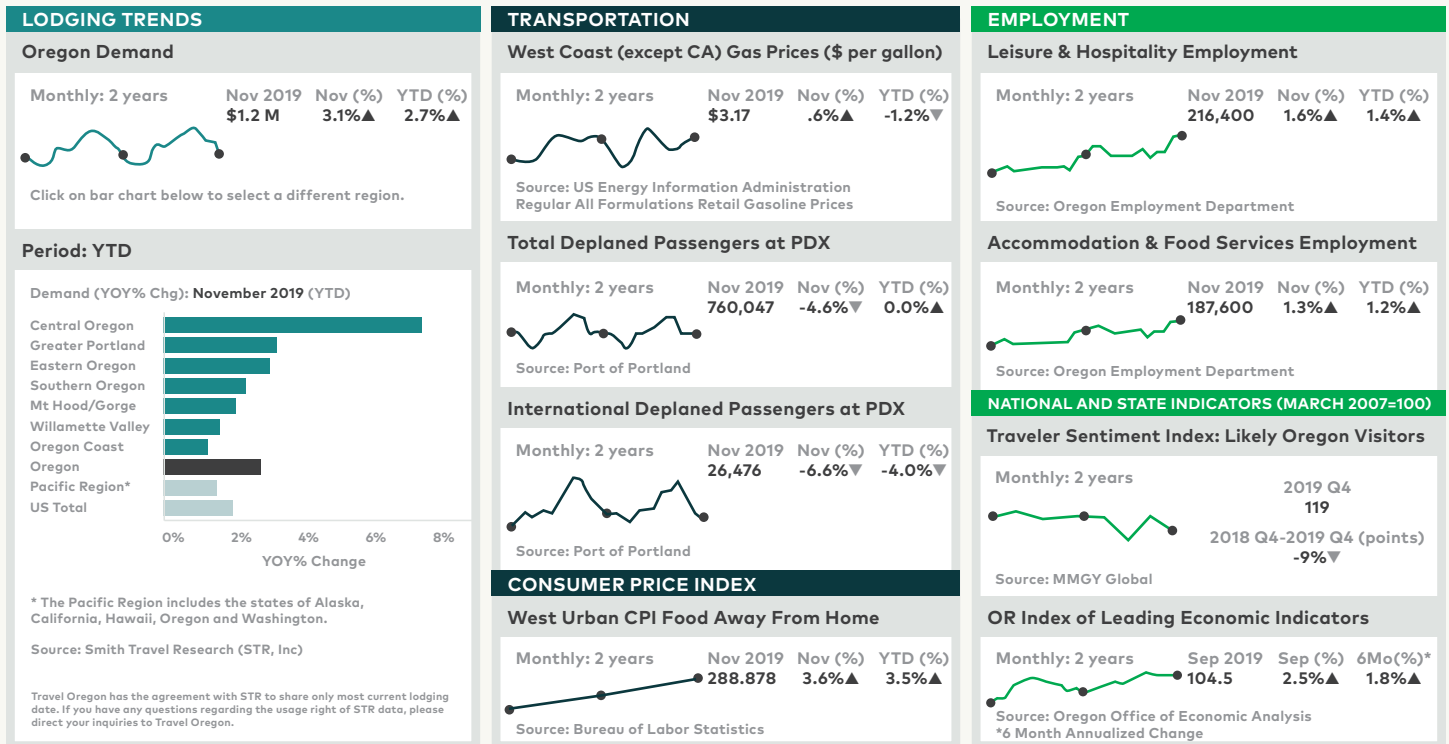 LODGING TRENDS
Oregon Demand
Monthly: 2 years
Nov 2019 Nov (%) YTD (%)
$1.2 M 3.1%▲ 2.7%▲
Click on bar chart below to select a different region.
Period: YTD
Demand (YOY% Chg): November 2019 (YTD)
Central Oregon
Greater Portland
Eastern Oregon
Southern Oregon
Mt Hood/Gorge
Willamette Valley
Oregon Coast
Oregon
Pacific Region*
US Total
0% 2% 4% 6% 8%
YOY% Change
* The Pacific Region includes the states of Alaska,
California, Hawaii, Oregon and Washington.
Source: Smith Travel Research (STR, Inc)
Travel Oregon has the agreement with STR to share only most current lodging
date. If you have any questions regarding the usage right of STR data, please
direct your inquiries to Travel Oregon.
TRANSPORTATION
West Coast (except CA) Gas Prices ($ per gallon)
Monthly: 2 years
Nov 2019 Nov (%) YTD (%)
$3.17 .6%▲ -1.2%▼
Source: US Energy Information Administration
Regular All Formulations Retail Gasoline Prices
Total Deplaned Passengers at PDX
Monthly: 2 years
Nov 2019 Nov (%) YTD (%)
760,047 -4.6%▼ 0.0%▲
Source: Port of Portland
International Deplaned Passengers at PDX
Monthly: 2 years
Nov 2019 Nov (%) YTD (%)
26,476 -6.6%▼ -4.0%▼
Source: Port of Portland
CONSUMER PRICE INDEX
West Urban CPI Food Away From Home
Monthly: 2 years
Nov 2019 Nov (%) YTD (%)
288.878 3.6%▲ 3.5%▲
Source: Bureau of Labor Statistics
EMPLOYMENT
Leisure & Hospitality Employment
Monthly: 2 years
Nov 2019 Nov (%) YTD (%)
216,400 1.6%▲ 1.4%▲
Source: Oregon Employment Department
Accommodation & Food Services Employment
Monthly: 2 years
Nov 2019 Nov (%) YTD (%)
187,600 1.3%▲ 1.2%▲
Source: Oregon Employment Department
NATIONAL AND STATE INDICATORS (MARCH 2007=100)
Traveler Sentiment Index: Likely Oregon Visitors
Monthly: 2 years
2019 Q4
119
2018 Q4-2019 Q4 (points)
-9%▼
Source: MMGY Global
OR Index of Leading Economic Indicators
Monthly: 2 years
Sep 2019 Sep (%) 6Mo(%)*
104.5 2.5%▲ 1.8%▲
Source: Oregon Office of Economic Analysis
*6 Month Annualized Change